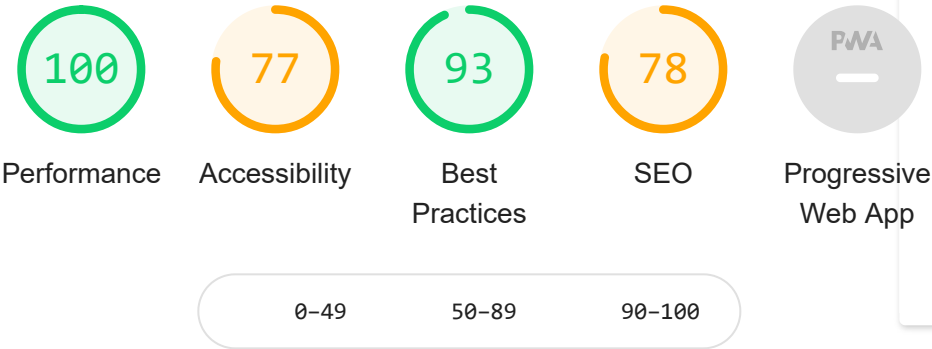 PWA
100
77
93
78
Performance
Accessibility
Best
Practices
SEO
Progressive
Web App
0–49
50–89
90–100